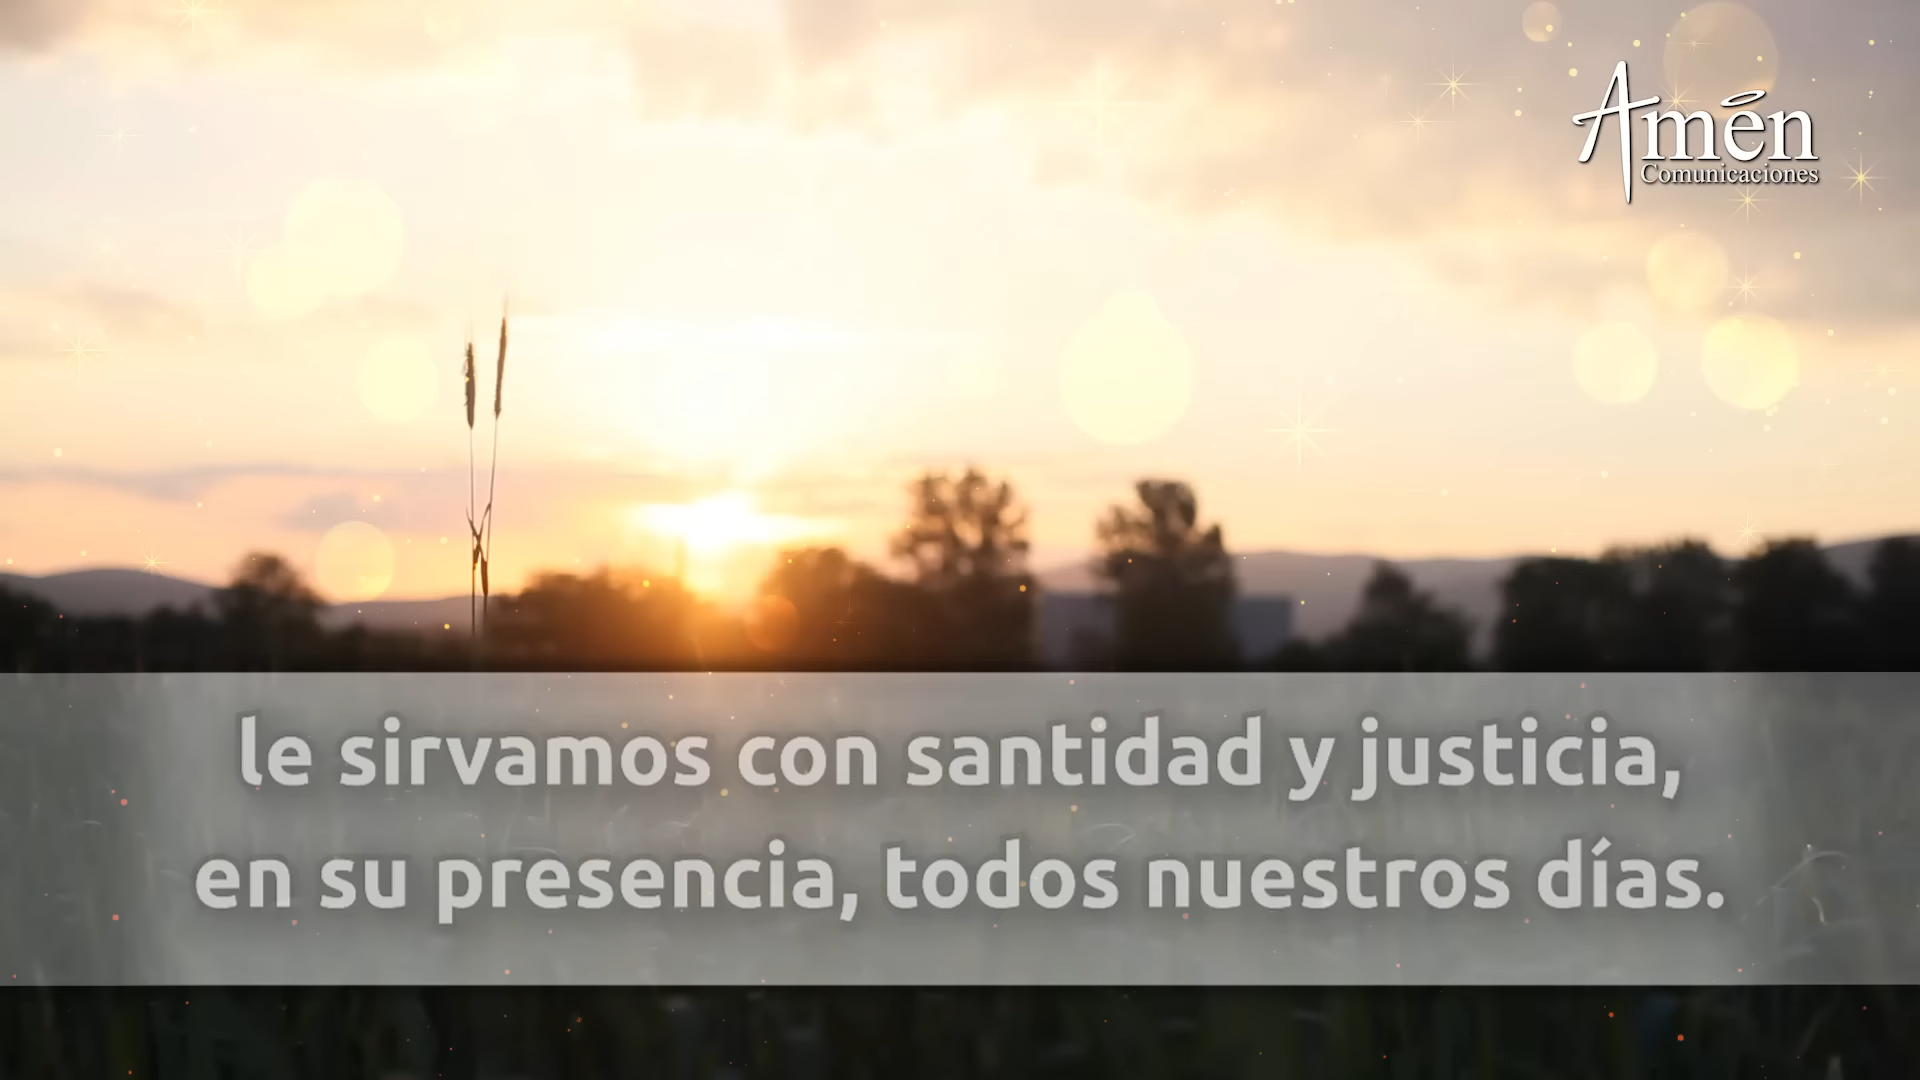 Amén
Comunicaciones
le sirvamos con santidad y justicia,
en su presencia, todos nuestros días.